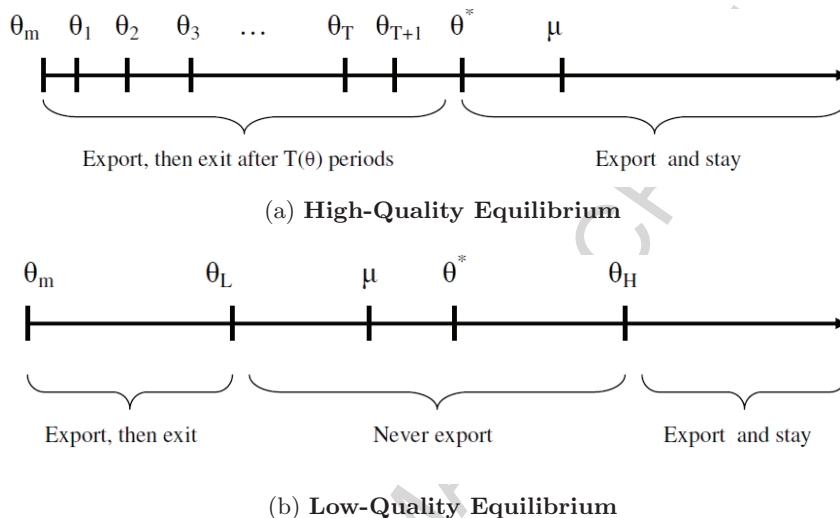 θm θ1 θ2 θ3 ... θT θT+1 θ* μ
Export, then exit after T(θ) periods Export and stay
(a) High-Quality Equilibrium
θm θL μ θ* θH
Export, then exit Never export Export and stay
(b) Low-Quality Equilibrium